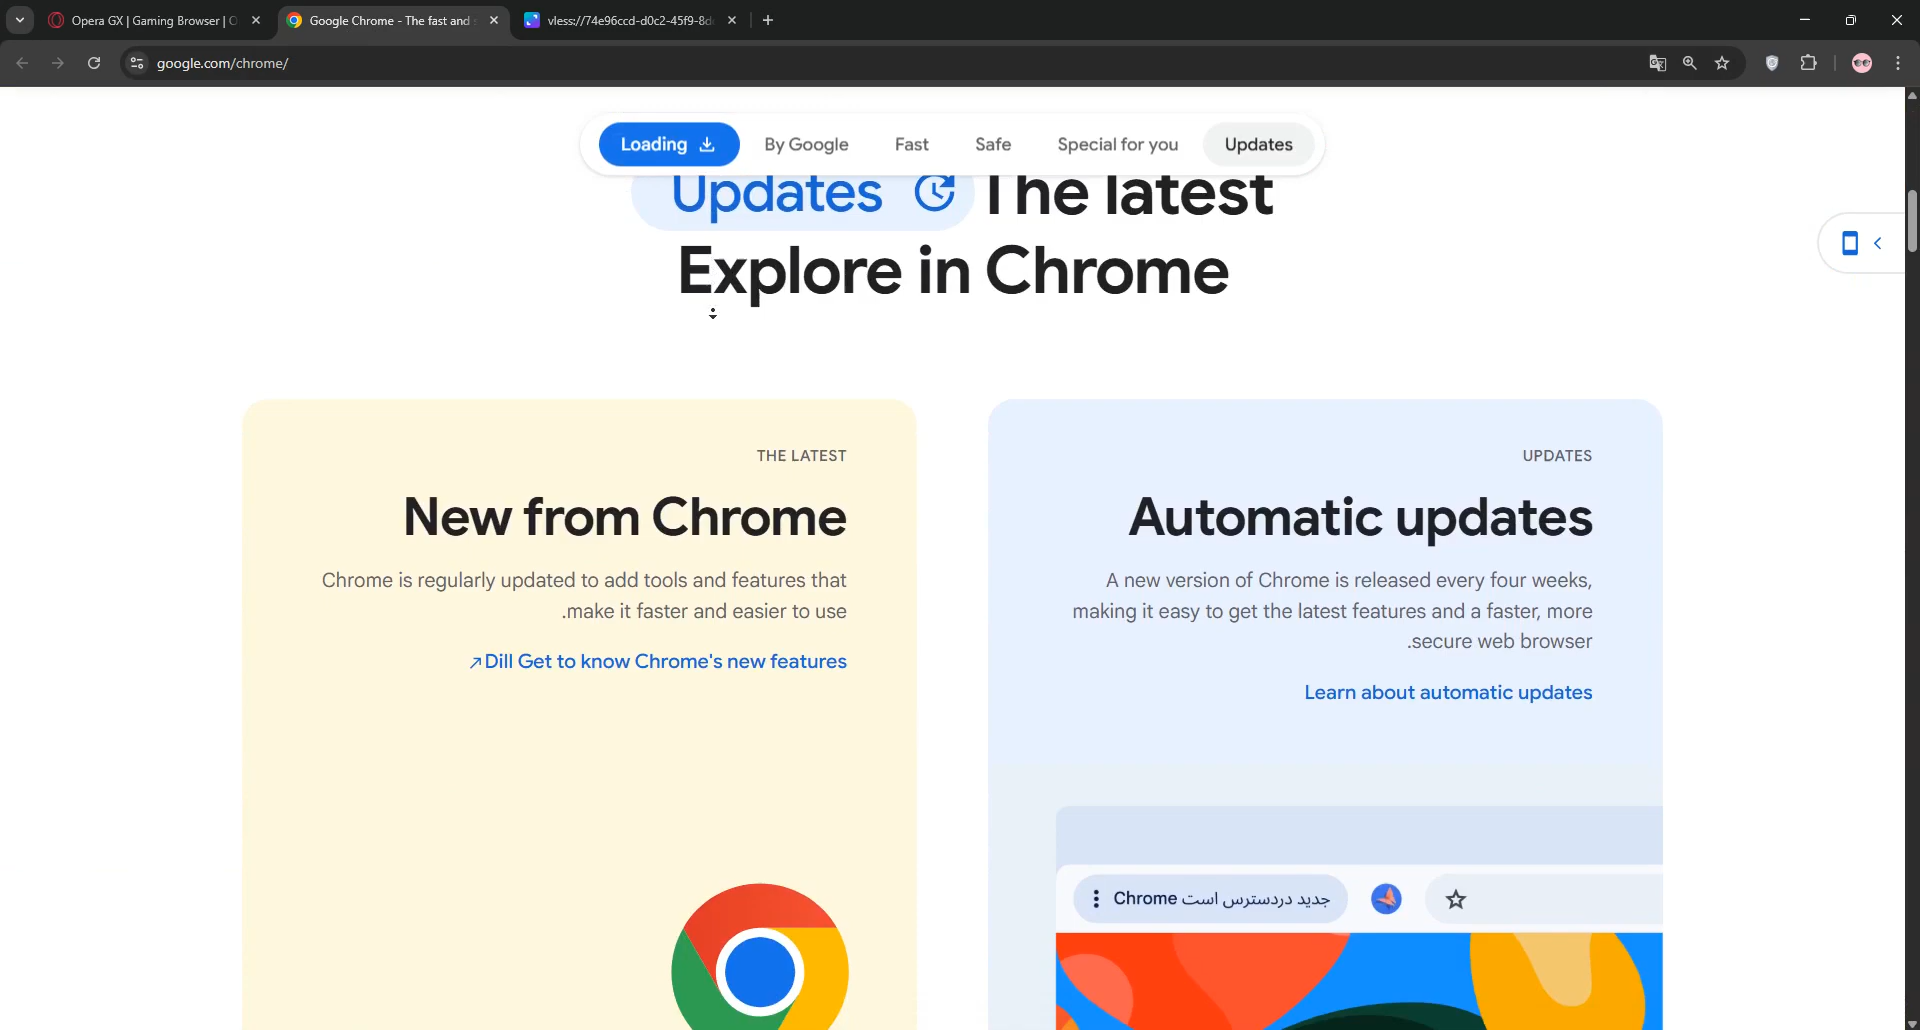 Opera GX | Gaming Browser | O
Google Chrome - The fast and s
vless://74e96ccd-d0c2-45f9-8d
google.com/chrome/
Loading
By Google
Fast
Safe
Special for you
Updates
Updates The latest
Explore in Chrome
THE LATEST
New from Chrome
Chrome is regularly updated to add tools and features that
.make it faster and easier to use
Dill Get to know Chrome's new features
UPDATES
Automatic updates
A new version of Chrome is released every four weeks,
making it easy to get the latest features and a faster, more
.secure web browser
Learn about automatic updates
جدید دردسترس است Chrome